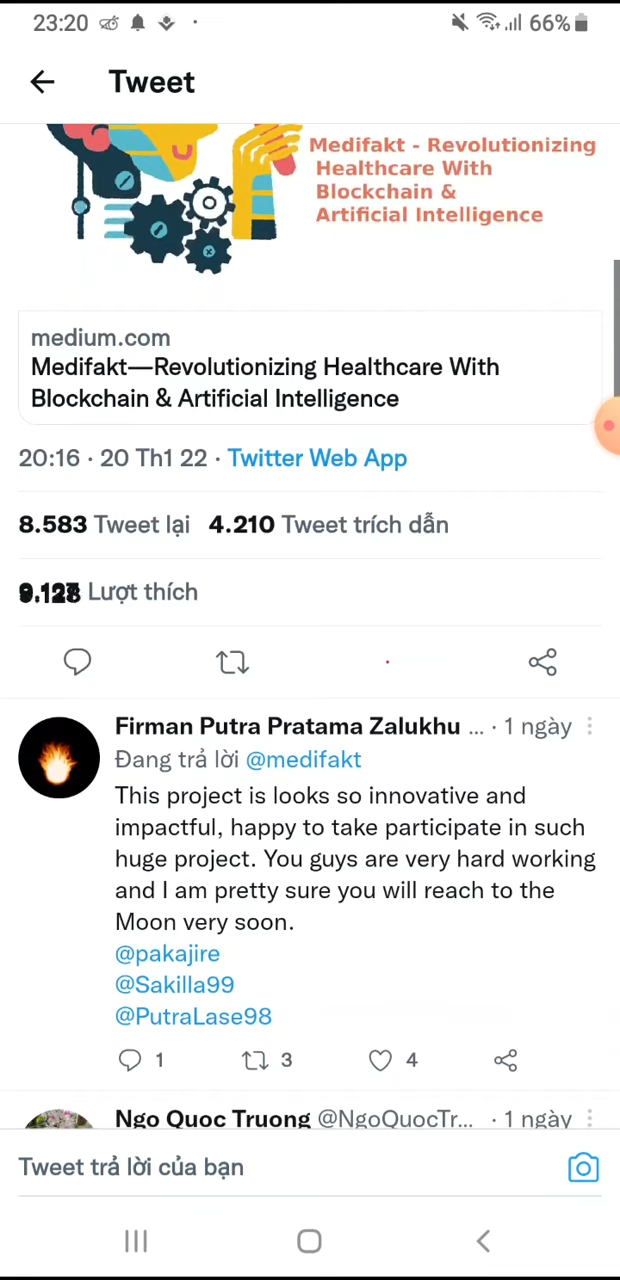 23:20
66%
Tweet
Medifakt - Revolutionizing
Healthcare With
Blockchain &
Artificial Intelligence
medium.com
Medifakt—Revolutionizing Healthcare With
Blockchain & Artificial Intelligence
20:16 · 20 Th1 22 · Twitter Web App
8.583 Tweet lại 4.210 Tweet trích dẫn
Lượt thích
Firman Putra Pratama Zalukhu ... · 1 ngày
Đang trả lời @medifakt
This project is looks so innovative and
impactful, happy to take participate in such
huge project. You guys are very hard working
and I am pretty sure you will reach to the
Moon very soon.
@pakajire
@Sakilla99
@PutraLase98
1 3 4
Ngo Quoc Truong @NgoQuocTr... · 1 ngày
Tweet trả lời của bạn